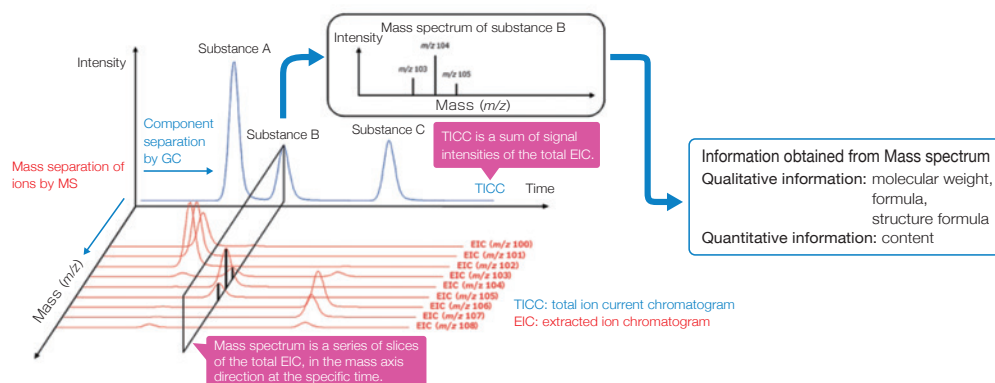 Mass spectrum of substance B
Intensity
m/z 104
m/z 103
m/z 105
Mass (m/z)
Substance A
Intensity
Component
separation
by GC
Substance B
Substance C
TICC is a sum of signal
intensities of the total EIC.
Mass separation of
ions by MS
TICC
Time
Information obtained from Mass spectrum
Qualitative information: molecular weight,
formula,
structure formula
Quantitative information: content
Mass (m/z)
EIC (m/z 100)
EIC (m/z 101)
EIC (m/z 102)
EIC (m/z 103)
EIC (m/z 104)
EIC (m/z 105)
EIC (m/z 106)
EIC (m/z 107)
EIC (m/z 108)
TICC: total ion current chromatogram
EIC: extracted ion chromatogram
Mass spectrum is a series of slices
of the total EIC, in the mass axis
direction at the specific time.